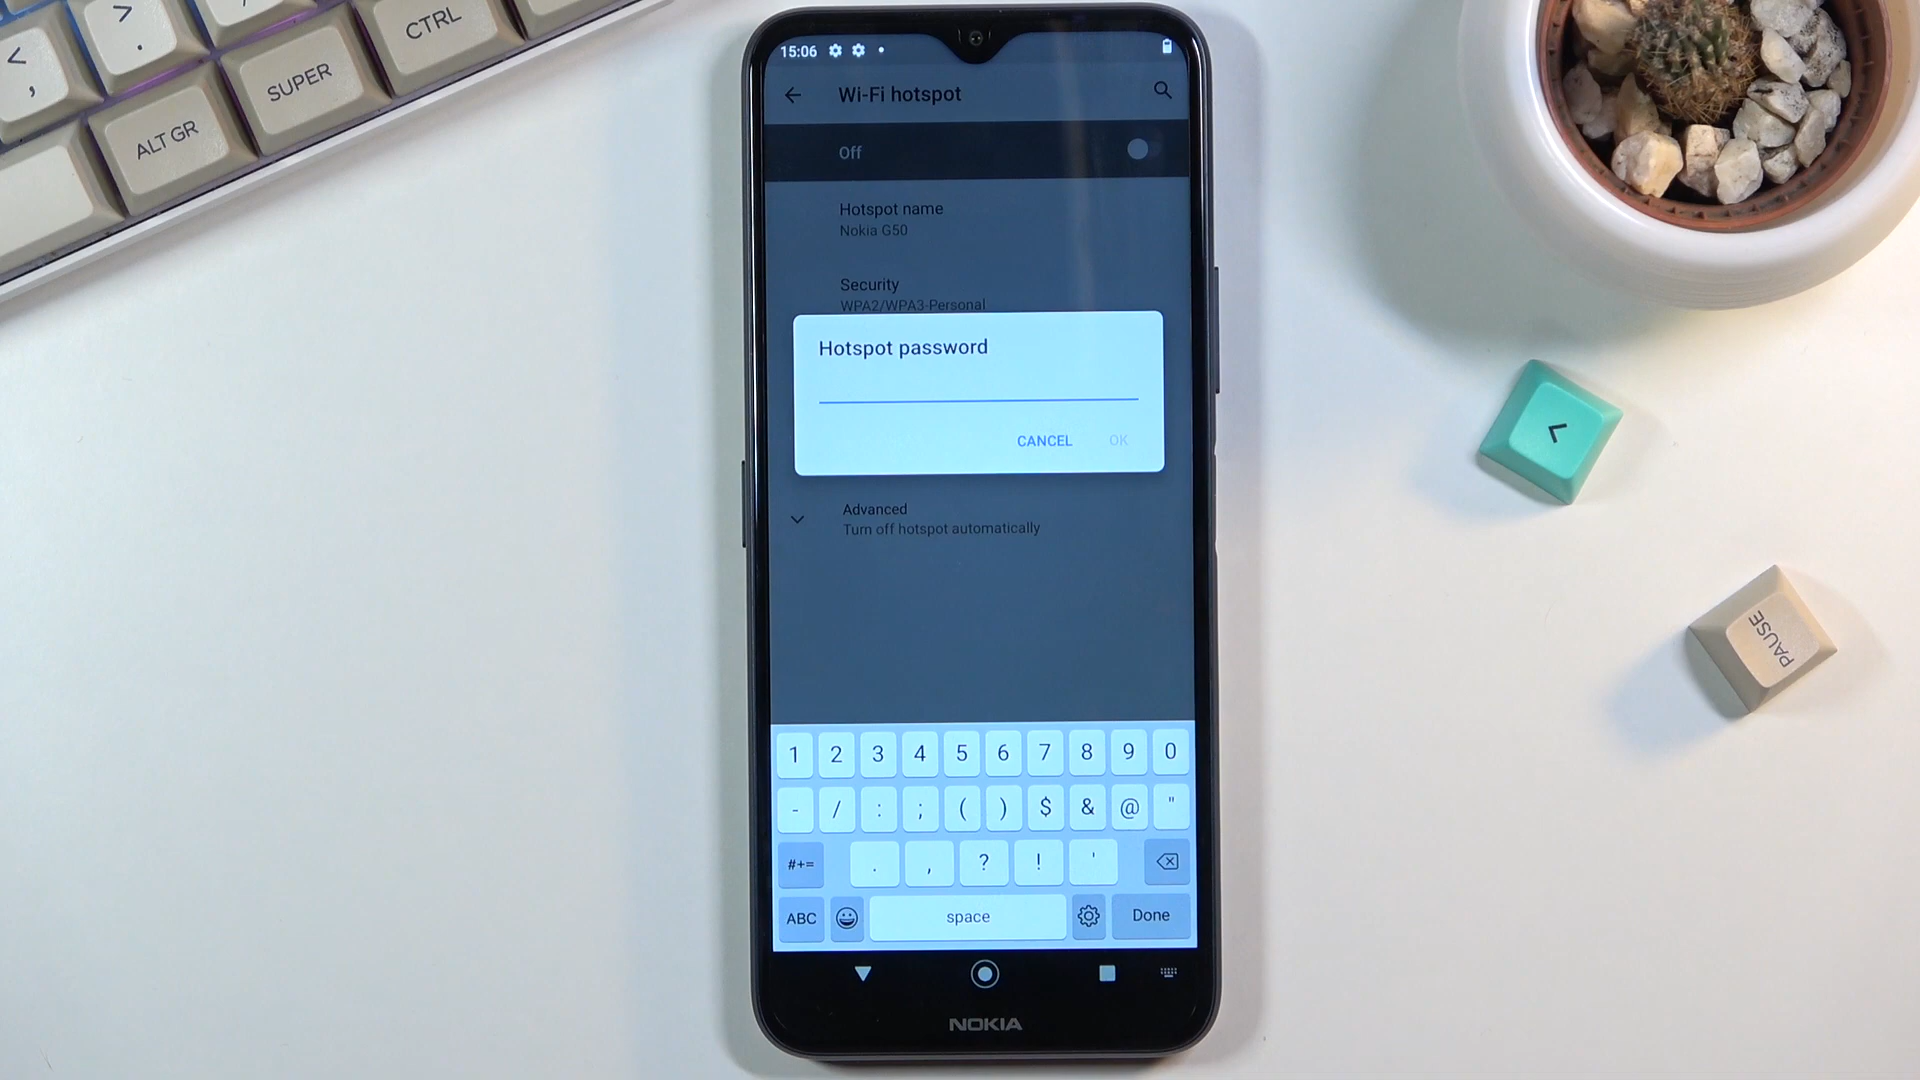 < ,
> .
ALT GR
SUPER
CTRL
15:06
Wi-Fi hotspot
Off
Hotspot name
Nokia G50
Security
WPA2/WPA3-Personal
Hotspot password
CANCEL OK
Advanced
Turn off hotspot automatically
1 2 3 4 5 6 7 8 9 0
- / : ; ( ) $ & @ "
#+= . , ? ! '
ABC space Done
NOKIA
<
PAUSE